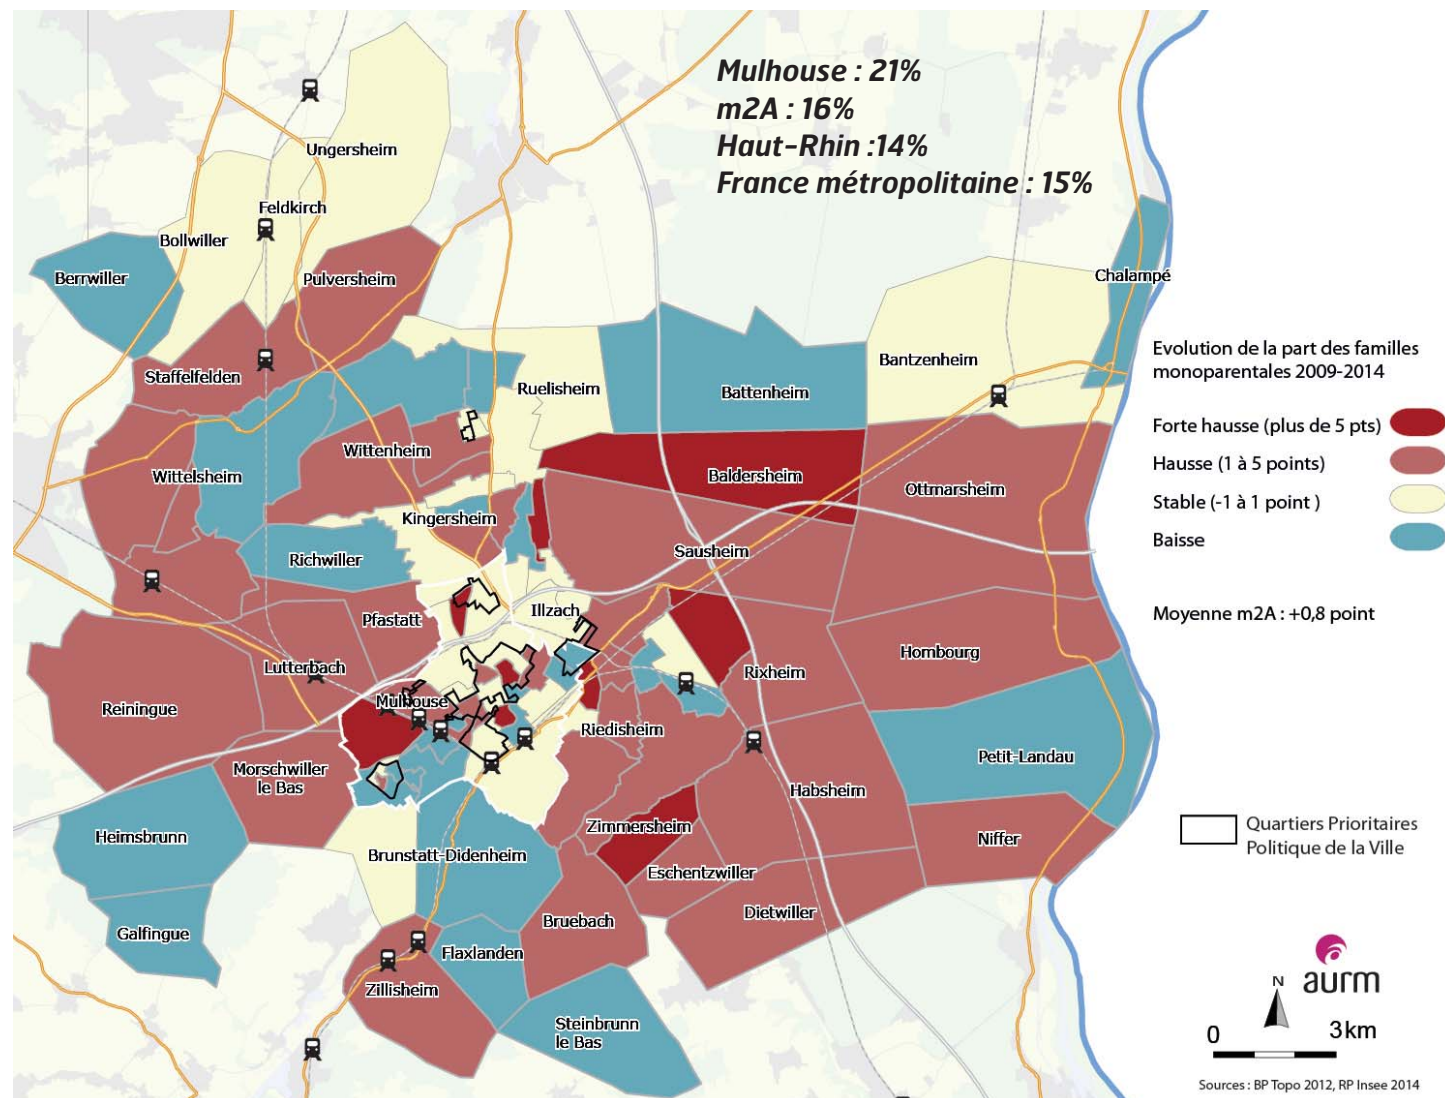 Mulhouse : 21%
m2A : 16%
Haut-Rhin :14%
France métropolitaine : 15%
Ungersheim
Feldkirch
Bollwiller
Berrwiller
Pulversheim
Chalampé
Staffelfelden
Ruelisheim
Battenheim
Bantzenheim
Wittenheim
Wittelsheim
Baldersheim
Ottmarsheim
Kingersheim
Richwiller
Sausheim
Illzach
Pfastatt
Lutterbach
Hombourg
Rixheim
Reiningue
Mulhouse
Riedisheim
Petit-Landau
Morschwiller
le Bas
Habsheim
Heimsbrunn
Zimmersheim
Niffer
Brunstatt-Didenheim
Eschentzwiller
Dietwiller
Bruebach
Galfingue
Flaxlanden
Zillisheim
Steinbrunn
le Bas
Evolution de la part des familles
monoparentales 2009-2014
Forte hausse (plus de 5 pts)
Hausse (1 à 5 points)
Stable (-1 à 1 point )
Baisse
Moyenne m2A : +0,8 point
Quartiers Prioritaires
Politique de la Ville
aurm
N
0 3km
Sources : BP Topo 2012, RP Insee 2014